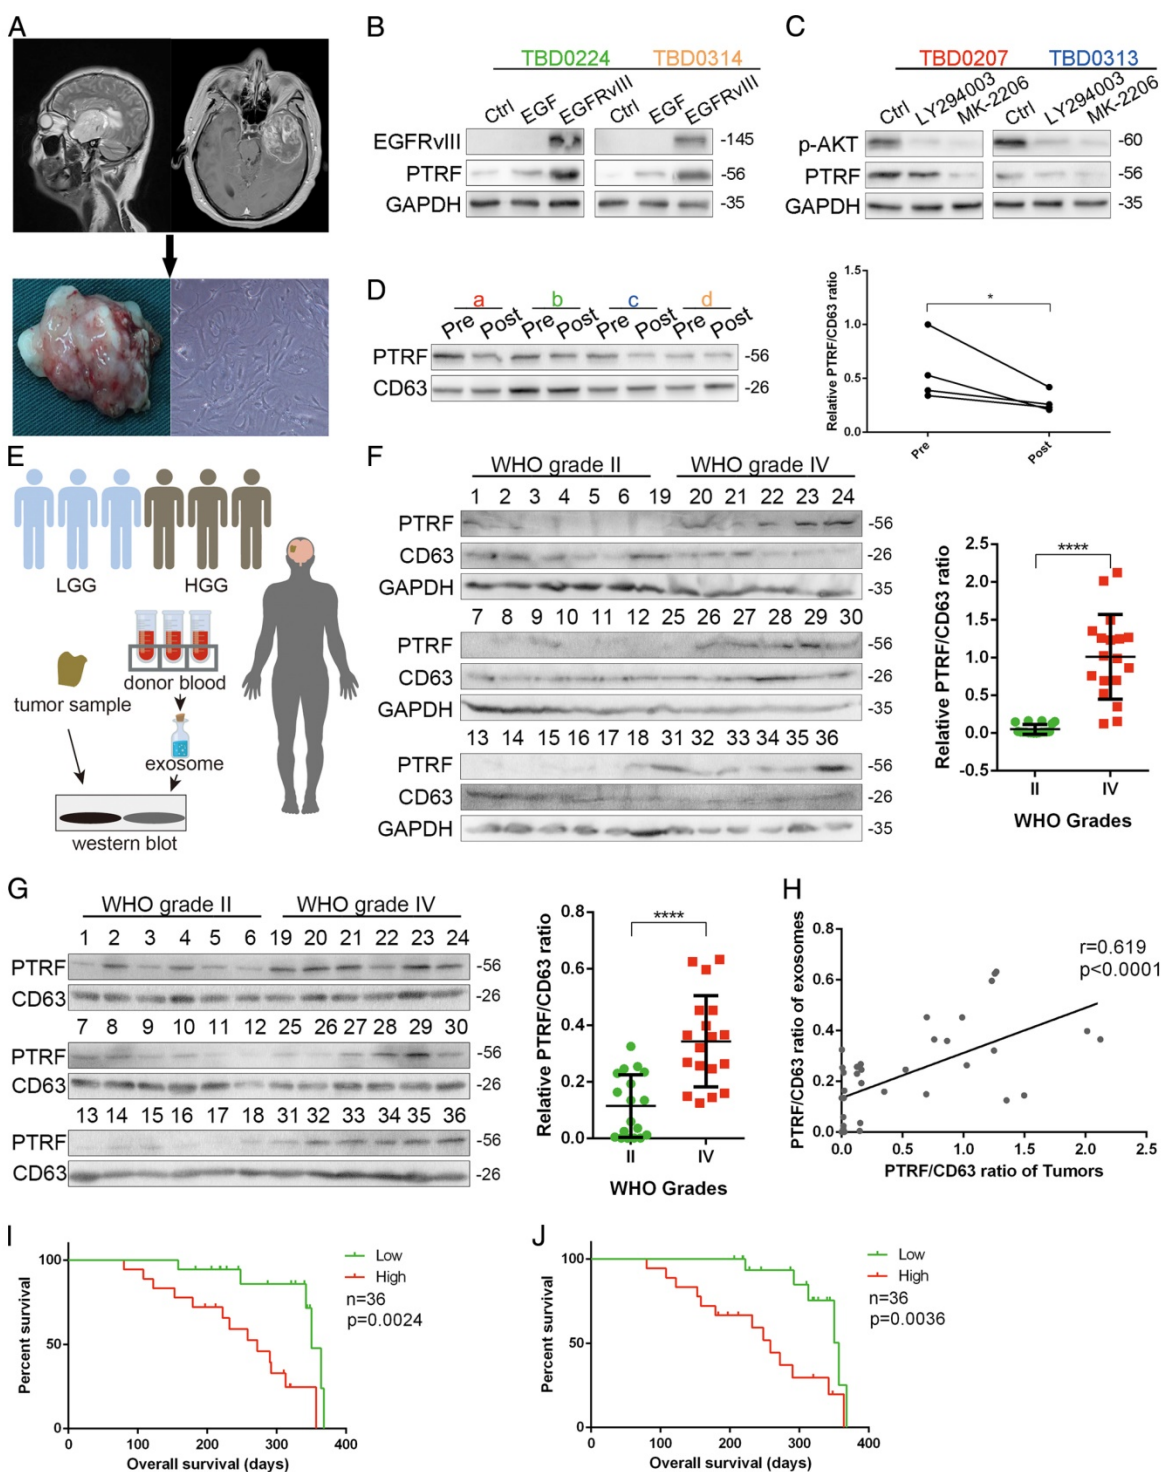 A
B
TBD0224 TBD0314
Ctrl EGF EGFRvIII Ctrl EGF EGFRvIII
EGFRvIII -145
PTRF -56
GAPDH -35
C
TBD0207 TBD0313
Ctrl LY294003 MK-2206 Ctrl LY294003 MK-2206
p-AKT -60
PTRF -56
GAPDH -35
D
a b c d
Pre Post Pre Post Pre Post Pre Post
PTRF -56
CD63 -26
Relative PTRF/CD63 ratio
1.5
1.0
0.5
0.0
*
Pre Post
E
LGG HGG
donor blood
tumor sample
exosome
western blot
F
WHO grade II WHO grade IV
1 2 3 4 5 6 19 20 21 22 23 24
PTRF -56
CD63 -26
GAPDH -35
7 8 9 10 11 12 25 26 27 28 29 30
PTRF -56
CD63 -26
GAPDH -35
13 14 15 16 17 18 31 32 33 34 35 36
PTRF -56
CD63 -26
GAPDH -35
Relative PTRF/CD63 ratio
****
2.5
2.0
1.5
1.0
0.5
0.0
-0.5
II IV
WHO Grades
G
WHO grade II WHO grade IV
1 2 3 4 5 6 19 20 21 22 23 24
PTRF -56
CD63 -26
7 8 9 10 11 12 25 26 27 28 29 30
PTRF -56
CD63 -26
13 14 15 16 17 18 31 32 33 34 35 36
PTRF -56
CD63 -26
Relative PTRF/CD63 ratio
****
0.8
0.6
0.4
0.2
0.0
II IV
WHO Grades
H
PTRF/CD63 ratio of exosomes
0.8
0.6
0.4
0.2
0.0
r=0.619
p<0.0001
0.0 0.5 1.0 1.5 2.0 2.5
PTRF/CD63 ratio of Tumors
I
Percent survival
100
50
0
Low
High
n=36
p=0.0024
0 100 200 300 400
Overall survival (days)
J
Percent survival
100
50
0
Low
High
n=36
p=0.0036
0 100 200 300 400
Overall survival (days)